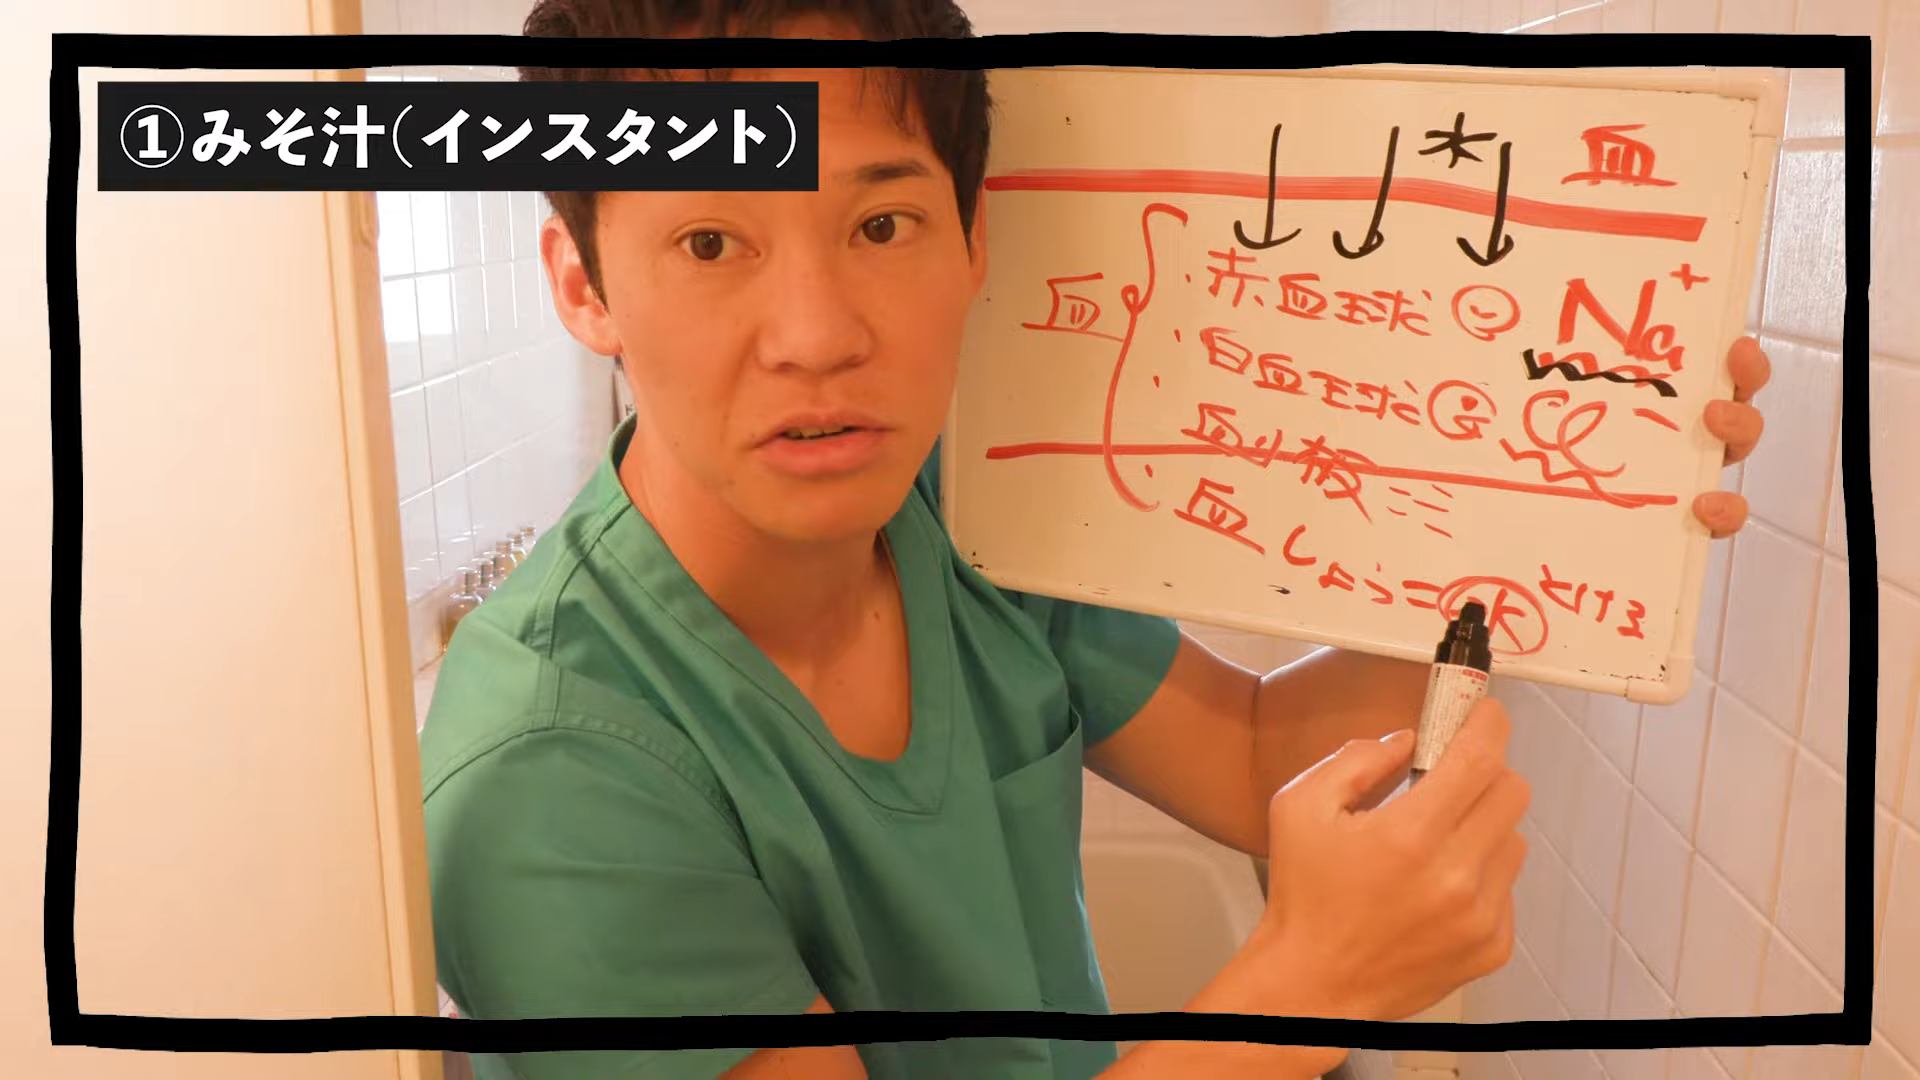 ①みそ汁(インスタント)
水
血
血
・赤血球
Na+
・白血球
Cl-
・血小板
・血しょう=水 とける